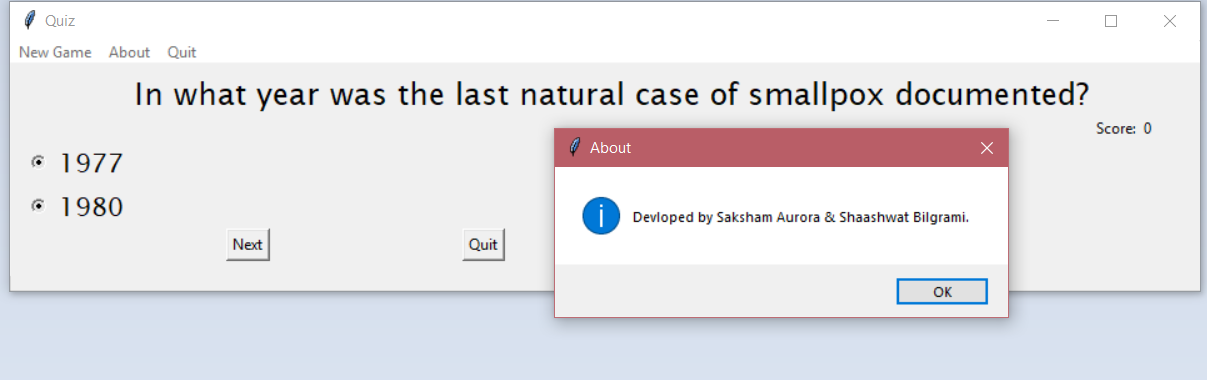 Quiz
New Game About Quit
In what year was the last natural case of smallpox documented?
Score: 0
1977
1980
Next Quit
About
Devloped by Saksham Aurora & Shaashwat Bilgrami.
OK